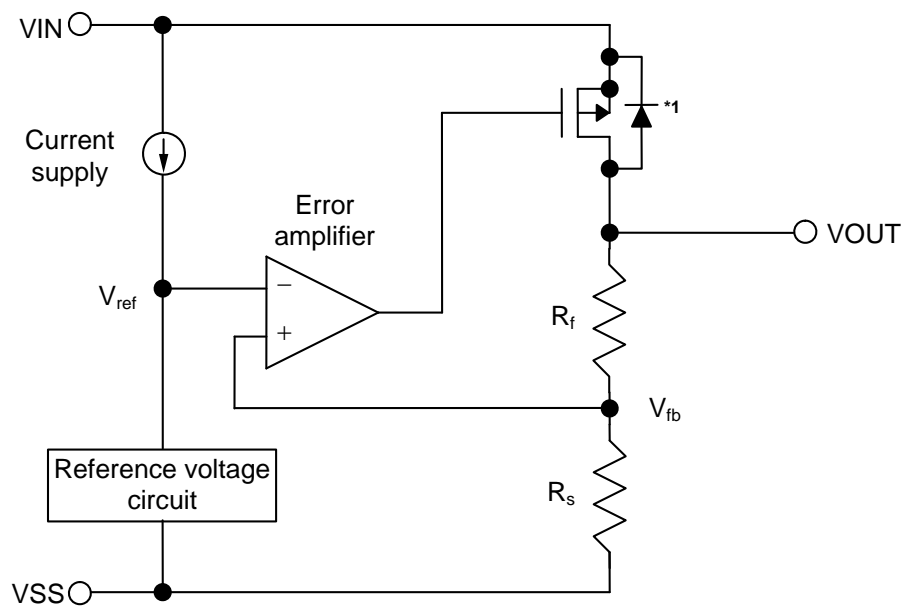 VIN
*1
Current
supply
Error
amplifier
VOUT
Vref
−
+
Rf
Vfb
Reference voltage
circuit
Rs
VSS